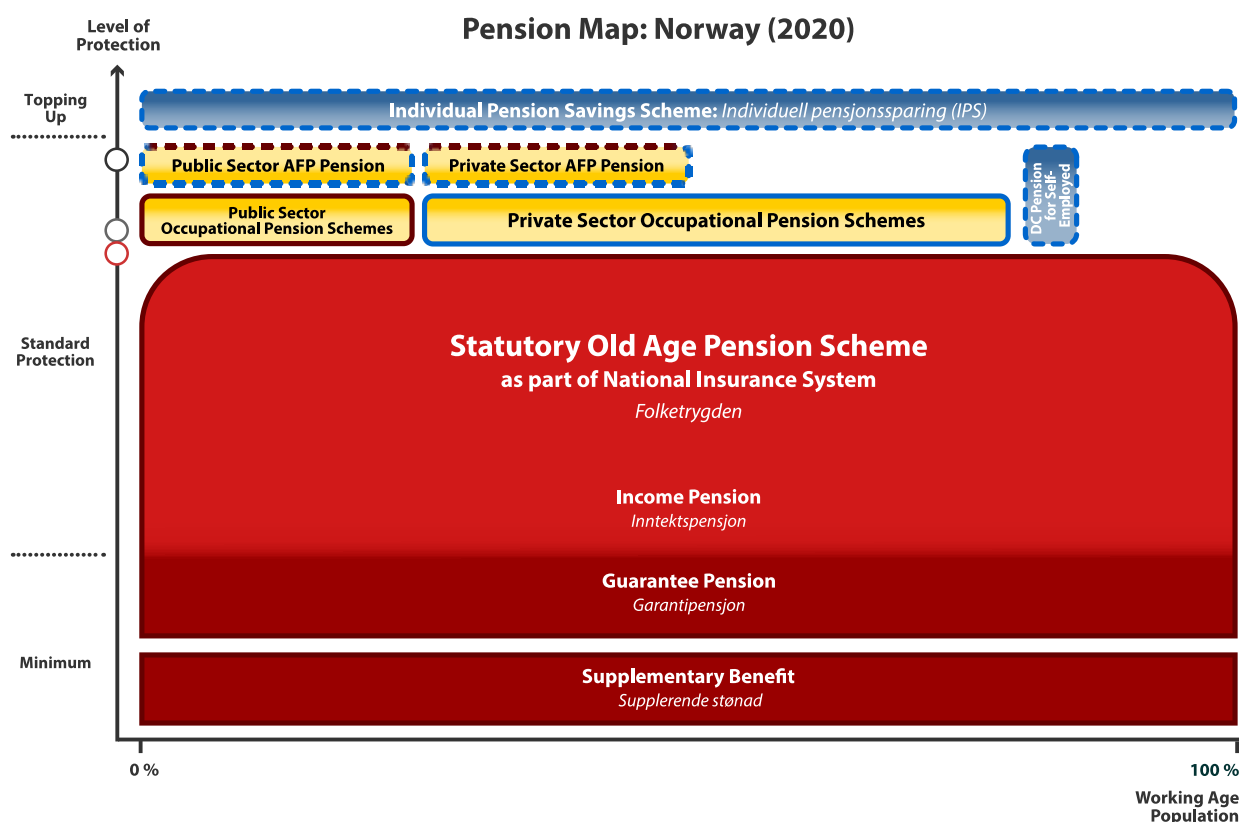 Pension Map: Norway (2020)
Level of
Protection
Topping
Up
Individual Pension Savings Scheme: Individuell pensjonssparing (IPS)
Public Sector AFP Pension
Private Sector AFP Pension
DC Pension
for Self-
Employed
Public Sector
Occupational Pension Schemes
Private Sector Occupational Pension Schemes
Standard
Protection
Statutory Old Age Pension Scheme
as part of National Insurance System
Folketrygden
Income Pension
Inntektspensjon
Guarantee Pension
Garantipensjon
Minimum
Supplementary Benefit
Supplerende stønad
0 %
100 %
Working Age
Population